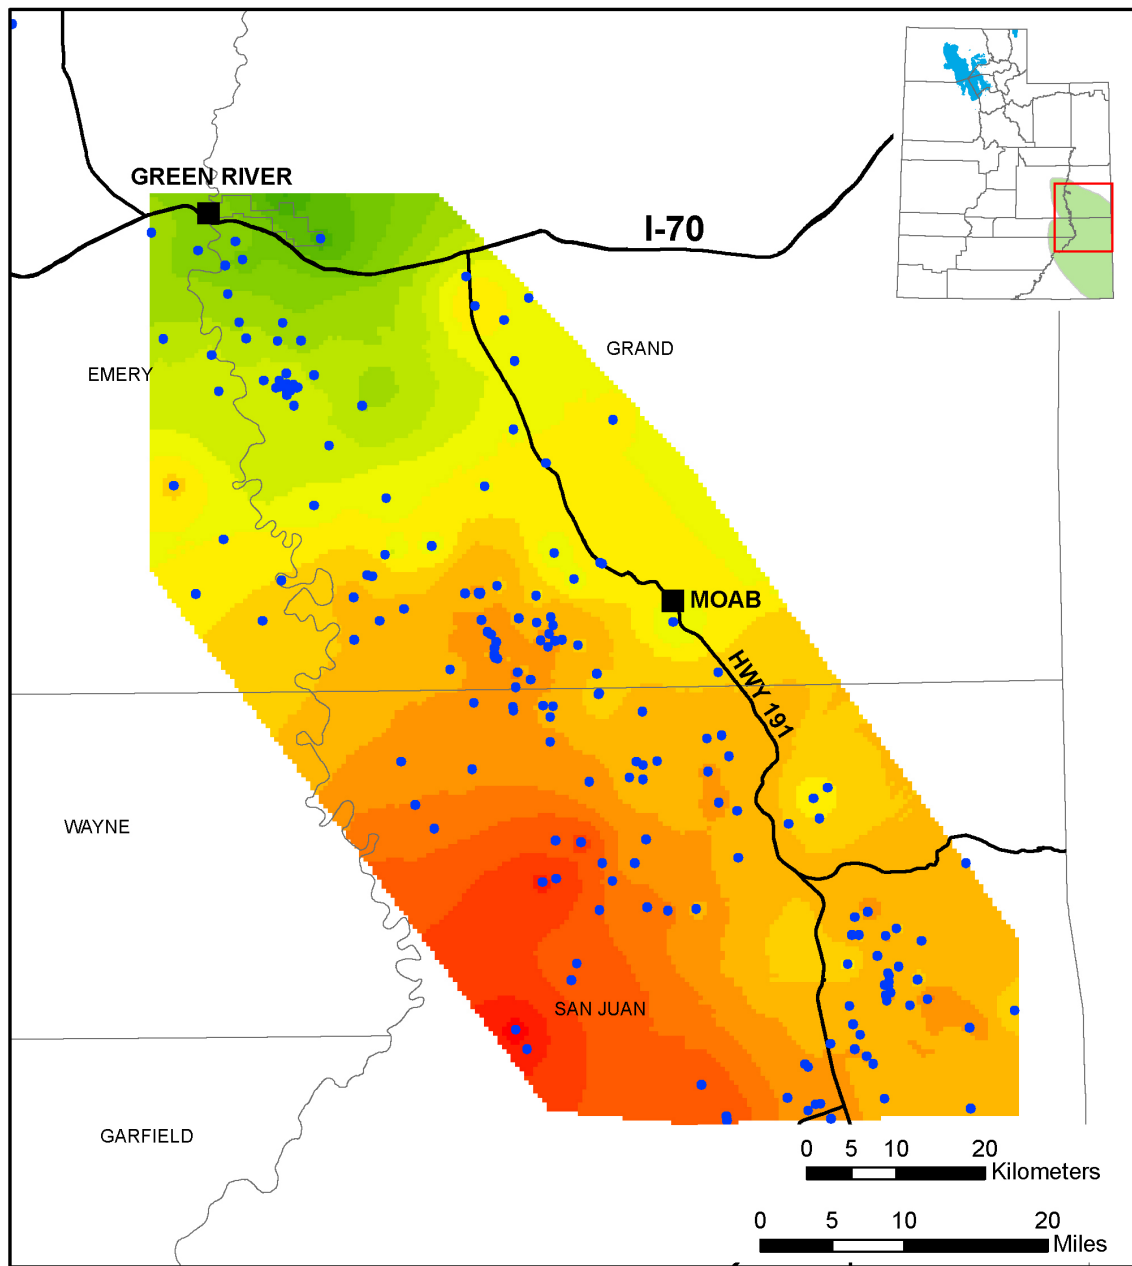 GREEN RIVER
I-70
GRAND
EMERY
MOAB
HWY 191
WAYNE
SAN JUAN
GARFIELD
0 5 10 20
Kilometers
0 5 10 20
Miles